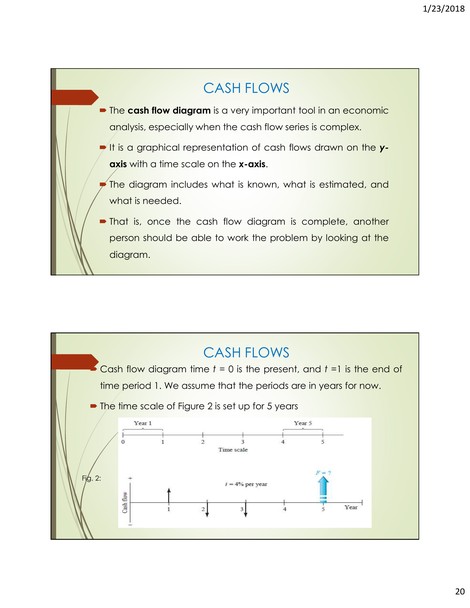 1/23/2018
CASH FLOWS
The cash flow diagram is a very important tool in an economic
analysis, especially when the cash flow series is complex.
It is a graphical representation of cash flows drawn on the y-
axis with a time scale on the x-axis.
The diagram includes what is known, what is estimated, and
what is needed.
That is, once the cash flow diagram is complete, another
person should be able to work the problem by looking at the
diagram.
CASH FLOWS
Cash flow diagram time t = 0 is the present, and t =1 is the end of
time period 1. We assume that the periods are in years for now.
The time scale of Figure 2 is set up for 5 years
Year 1 Year 5
0 1 2 3 4 5
Time scale
P = ?
Fig. 2:
+
i = 4% per year
Cash flow
1 2 3 4 5 Year
–
20